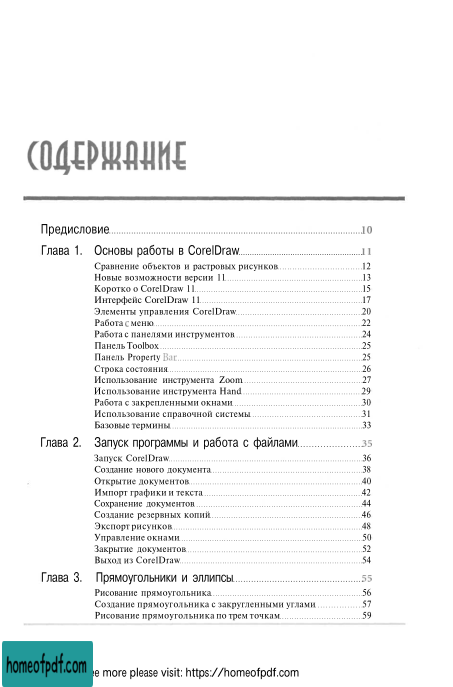 СОДЕРЖАНИЕ
Предисловие 10
Глава 1. Основы работы в CorelDraw 11
Сравнение объектов и растровых рисунков 12
Новые возможности версии 11 13
Коротко о CorelDraw 11 15
Интерфейс CorelDraw 11 17
Элементы управления CorelDraw 20
Работа с меню 22
Работа с панелями инструментов 24
Панель Toolbox 25
Панель Property Bar 25
Строка состояния 26
Использование инструмента Zoom 27
Использование инструмента Hand 29
Работа с закрепленными окнами 30
Использование справочной системы 31
Базовые термины 33
Глава 2. Запуск программы и работа с файлами 35
Запуск CorelDraw 36
Создание нового документа 38
Открытие документов 40
Импорт графики и текста 42
Сохранение документов 44
Создание резервных копий 46
Экспорт рисунков 48
Управление окнами 50
Закрытие документов 52
Выход из CorelDraw 54
Глава 3. Прямоугольники и эллипсы 55
Рисование прямоугольника 56
Создание прямоугольника с закругленными углами 57
Рисование прямоугольника по трем точкам 59
homeofpdf.com
ee more please visit: https://homeofpdf.com